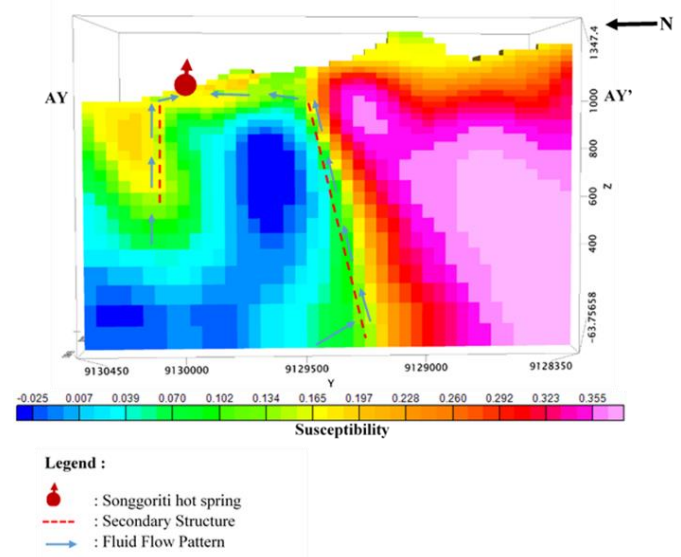 N
1347.4
AY
AY'
1000
800
Z
600
400
-63.75658
9130450
9130000
9129500
9129000
9128350
Y
-0.025 0.007 0.039 0.070 0.102 0.134 0.165 0.197 0.228 0.260 0.292 0.323 0.355
Susceptibility
Legend :
: Songgoriti hot spring
: Secondary Structure
: Fluid Flow Pattern